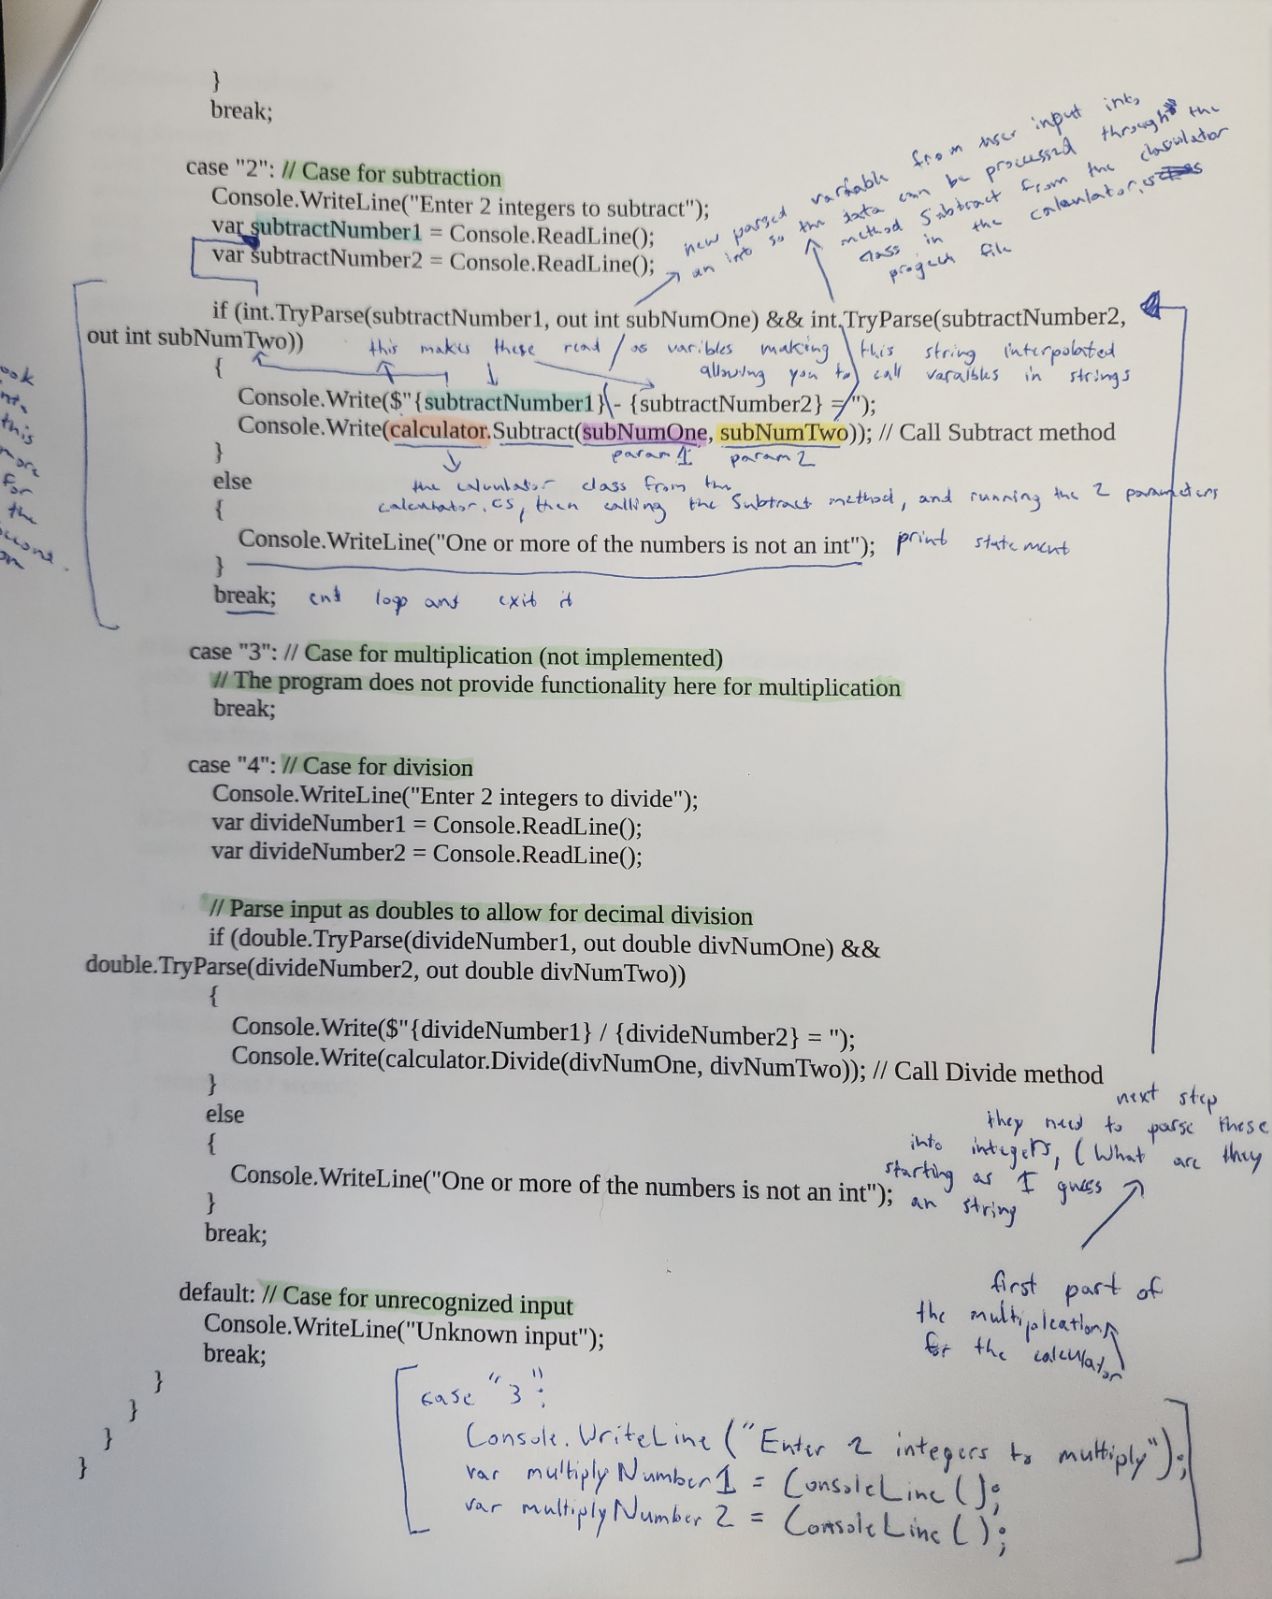 }
break;
case "2": // Case for subtraction
Console.WriteLine("Enter 2 integers to subtract");
var subtractNumber1 = Console.ReadLine();
var subtractNumber2 = Console.ReadLine();
new parsed variable from user input into
an into so the data can be processed through the
method Subtract from the
class in the calculator.
project file
if (int.TryParse(subtractNumber1, out int subNumOne) && int.TryParse(subtractNumber2,
out int subNumTwo))
this makes these read as varibles making this string interpolated
allowing you to call varaibles in strings
{
Console.Write($"{subtractNumber1} - {subtractNumber2} = ");
Console.Write(calculator.Subtract(subNumOne, subNumTwo)); // Call Subtract method
param 1 param 2
}
else
the calculator class from the
calculator.cs, then calling the Subtract method, and running the 2 parameters
{
Console.WriteLine("One or more of the numbers is not an int"); print statement
}
break; end loop and exit it
ook
this
more
for
the
case "3": // Case for multiplication (not implemented)
// The program does not provide functionality here for multiplication
break;
case "4": // Case for division
Console.WriteLine("Enter 2 integers to divide");
var divideNumber1 = Console.ReadLine();
var divideNumber2 = Console.ReadLine();
// Parse input as doubles to allow for decimal division
if (double.TryParse(divideNumber1, out double divNumOne) &&
double.TryParse(divideNumber2, out double divNumTwo))
{
Console.Write($"{divideNumber1} / {divideNumber2} = ");
Console.Write(calculator.Divide(divNumOne, divNumTwo)); // Call Divide method
}
else
{
Console.WriteLine("One or more of the numbers is not an int");
}
break;
next step
they need to parse these
into integers, (What are they
starting as I guess
an string
default: // Case for unrecognized input
Console.WriteLine("Unknown input");
break;
}
}
}
}
first part of
the multiplications
for the calculator
case "3":
Console.WriteLine("Enter 2 integers to multiply");
var multiplyNumber1 = ConsoleLine();
var multiplyNumber2 = ConsoleLine();